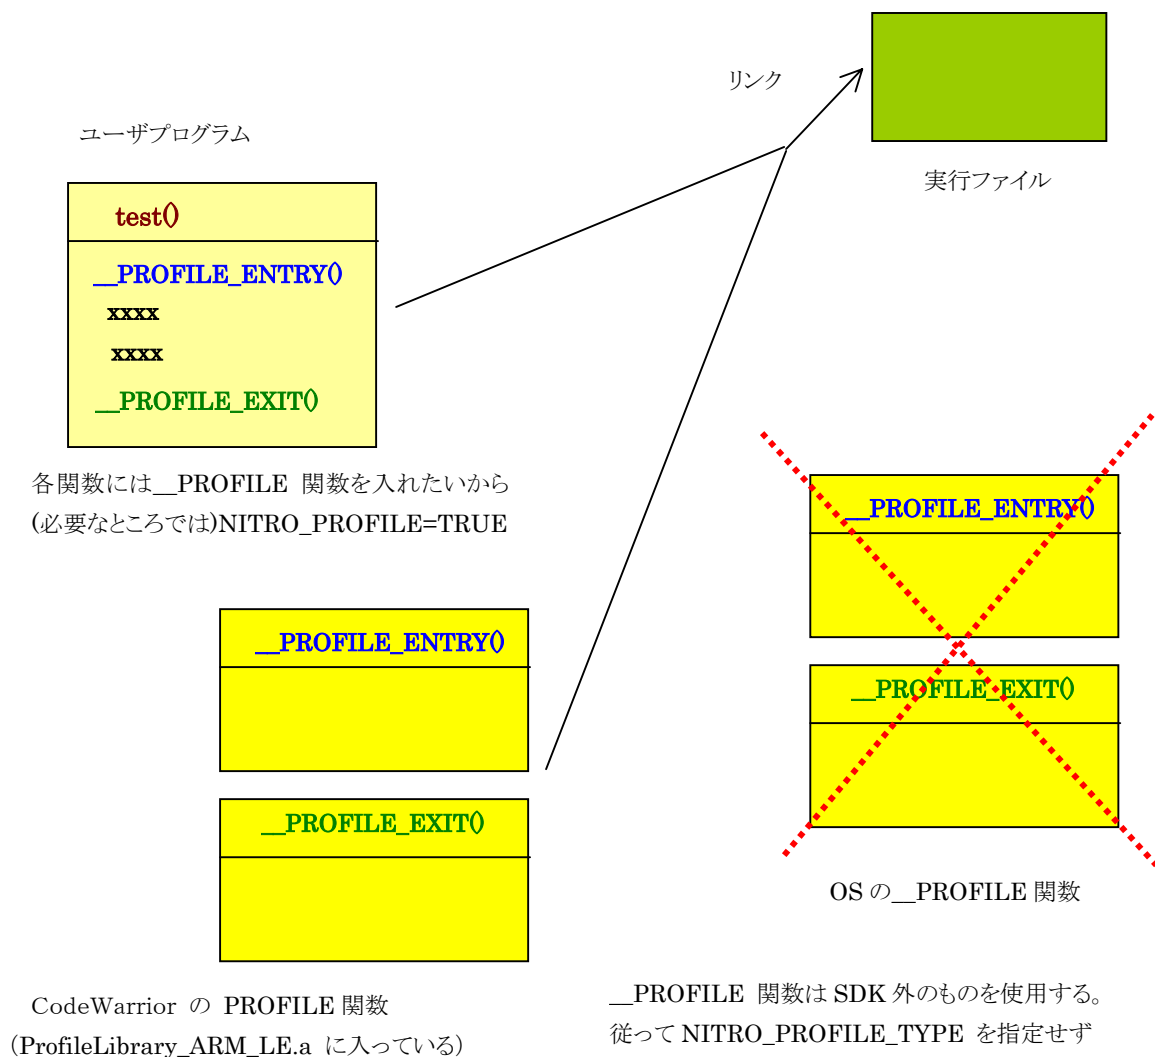 リンク
実行ファイル
ユーザプログラム
test()
__PROFILE_ENTRY()
xxxx
xxxx
__PROFILE_EXIT()
各関数には__PROFILE 関数を入れたいから
(必要なところでは)NITRO_PROFILE=TRUE
__PROFILE_ENTRY()
__PROFILE_EXIT()
CodeWarrior の PROFILE 関数
(ProfileLibrary_ARM_LE.a に入っている)
__PROFILE_ENTRY()
__PROFILE_EXIT()
OS の__PROFILE 関数
__PROFILE 関数は SDK 外のものを使用する。
従って NITRO_PROFILE_TYPE を指定せず